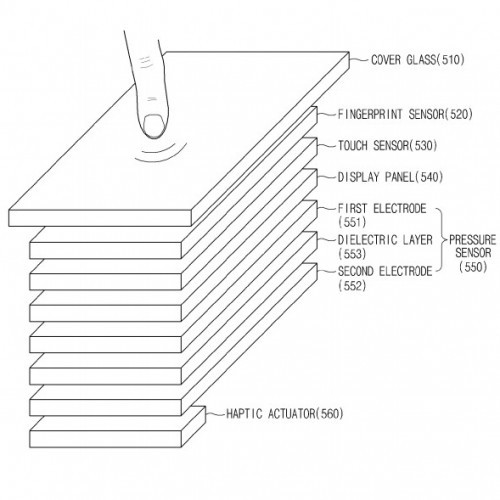 COVER GLASS(510)
FINGERPRINT SENSOR(520)
TOUCH SENSOR(530)
DISPLAY PANEL(540)
FIRST ELECTRODE
(551)
DIELECTRIC LAYER
(553)
SECOND ELECTRODE
(552)
PRESSURE
SENSOR
(550)
HAPTIC ACTUATOR(560)